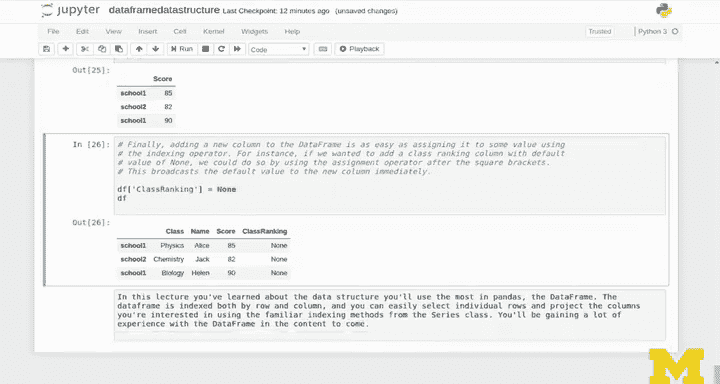 jupyter dataframedatastructure Last Checkpoint: 12 minutes ago (unsaved changes)
File Edit View Insert Cell Kernel Widgets Help Trusted Python 3
Run Code Playback
Out[25]:
Score
school1 85
school2 82
school1 90
In [26]:
# Finally, adding a new column to the DataFrame is as easy as assigning it to some value using
# the indexing operator. For instance, if we wanted to add a class ranking column with default
# value of None, we could do so by using the assignment operator after the square brackets.
# This broadcasts the default value to the new column immediately.
df['ClassRanking'] = None
df
Out[26]:
Class Name Score ClassRanking
school1 Physics Alice 85 None
school2 Chemistry Jack 82 None
school1 Biology Helen 90 None
In this lecture you've learned about the data structure you'll use the most in pandas, the DataFrame. The
dataframe is indexed both by row and column, and you can easily select individual rows and project the columns
you're interested in using the familiar indexing methods from the Series class. You'll be gaining a lot of
experience with the DataFrame in the content to come.
M